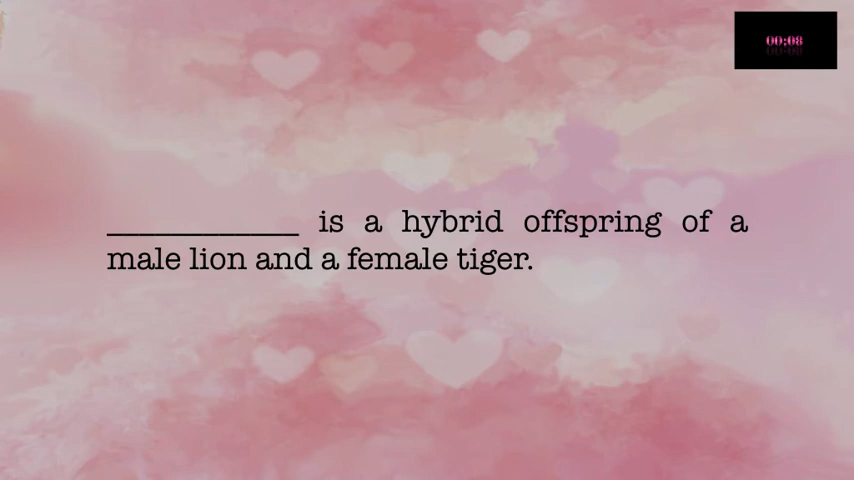 00:08
____________ is a hybrid offspring of a
male lion and a female tiger.